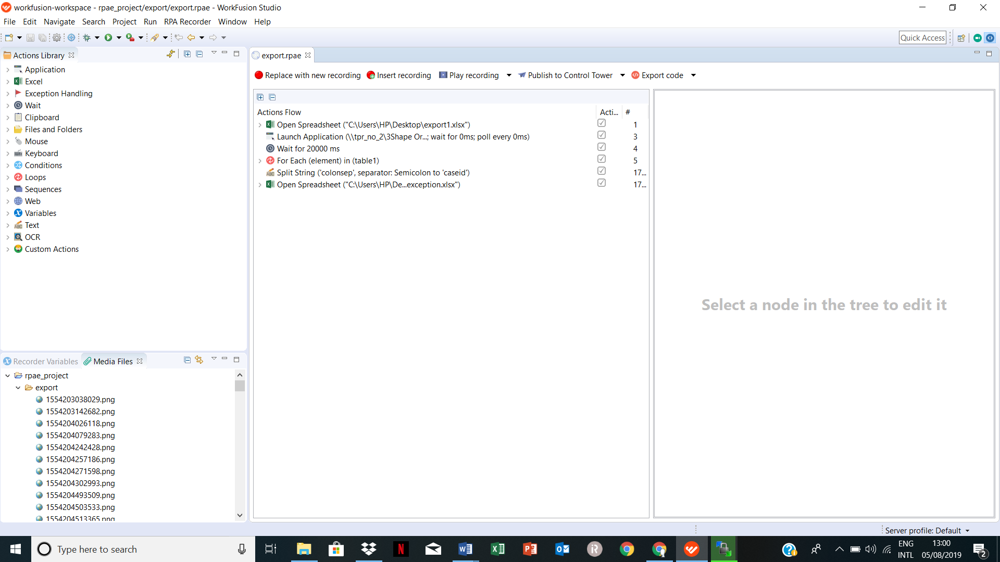 workfusion-workspace - rpae_project/export/export.rpae - WorkFusion Studio
File Edit Navigate Search Project Run RPA Recorder Window Help
Quick Access
Actions Library
Application
Excel
Exception Handling
Wait
Clipboard
Files and Folders
Mouse
Keyboard
Conditions
Loops
Sequences
Web
Variables
Text
OCR
Custom Actions
Recorder Variables Media Files
rpae_project
export
1554203038029.png
1554203142682.png
1554204026118.png
1554204079283.png
1554204242428.png
1554204257186.png
1554204271598.png
1554204302993.png
1554204493509.png
1554204503533.png
1554204513365.png
export.rpae
Replace with new recording Insert recording Play recording Publish to Control Tower Export code
Actions Flow Acti... #
Open Spreadsheet ("C:\Users\HP\Desktop\export1.xlsx") 1
Launch Application (\\tpr_no_2\3Shape Or...; wait for 0ms; poll every 0ms) 3
Wait for 20000 ms 4
For Each (element) in (table1) 5
Split String ('colonsep', separator: Semicolon to 'caseid') 17...
Open Spreadsheet ("C:\Users\HP\De...exception.xlsx") 17...
Select a node in the tree to edit it
Server profile: Default
Type here to search
ENG
INTL
13:00
05/08/2019
2